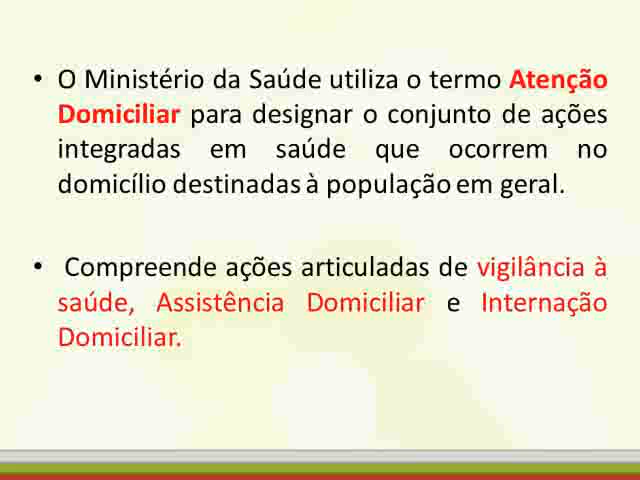 • O Ministério da Saúde utiliza o termo Atenção
Domiciliar para designar o conjunto de ações
integradas em saúde que ocorrem no
domicílio destinadas à população em geral.
• Compreende ações articuladas de vigilância à
saúde, Assistência Domiciliar e Internação
Domiciliar.